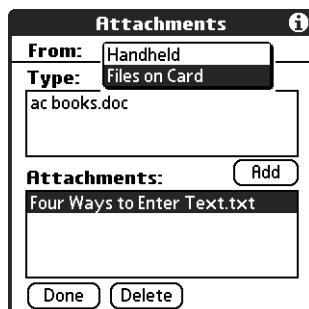 Attachments
From:
Handheld
Files on Card
Type:
ac books.doc
Add
Attachments:
Four Ways to Enter Text.txt
Done
Delete